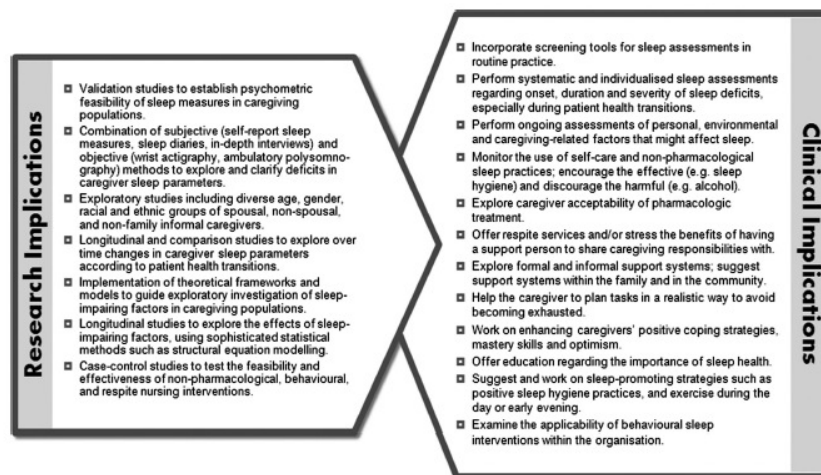 Research Implications
Validation studies to establish psychometric
feasibility of sleep measures in caregiving
populations.
Combination of subjective (self-report sleep
measures, sleep diaries, in-depth interviews) and
objective (wrist actigraphy, ambulatory polysomno-
graphy) methods to explore and clarify deficits in
caregiver sleep parameters.
Exploratory studies including diverse age, gender,
racial and ethnic groups of spousal, non-spousal,
and non-family informal caregivers.
Longitudinal and comparison studies to explore over
time changes in caregiver sleep parameters
according to patient health transitions.
Implementation of theoretical frameworks and
models to guide exploratory investigation of sleep-
impairing factors in caregiving populations.
Longitudinal studies to explore the effects of sleep-
impairing factors, using sophisticated statistical
methods such as structural equation modelling.
Case-control studies to test the feasibility and
effectiveness of non-pharmacological, behavioural,
and respite nursing interventions.
Incorporate screening tools for sleep assessments in
routine practice.
Perform systematic and individualised sleep assessments
regarding onset, duration and severity of sleep deficits,
especially during patient health transitions.
Perform ongoing assessments of personal, environmental
and caregiving-related factors that might affect sleep.
Monitor the use of self-care and non-pharmacological
sleep practices; encourage the effective (e.g. sleep
hygiene) and discourage the harmful (e.g. alcohol).
Explore caregiver acceptability of pharmacologic
treatment.
Offer respite services and/or stress the benefits of having
a support person to share caregiving responsibilities with.
Explore formal and informal support systems; suggest
support systems within the family and in the community.
Help the caregiver to plan tasks in a realistic way to avoid
becoming exhausted.
Work on enhancing caregivers' positive coping strategies,
mastery skills and optimism.
Offer education regarding the importance of sleep health.
Suggest and work on sleep-promoting strategies such as
positive sleep hygiene practices, and exercise during the
day or early evening.
Examine the applicability of behavioural sleep
interventions within the organisation.
Clinical Implications